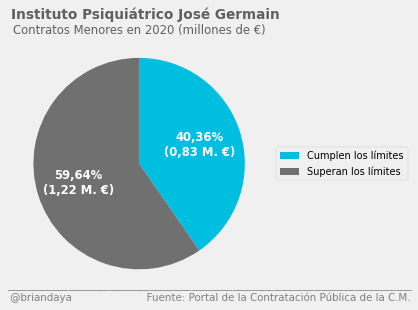 Instituto Psiquiátrico José Germain
Contratos Menores en 2020 (millones de €)
40,36%
(0,83 M. €)
59,64%
(1,22 M. €)
Cumplen los límites
Superan los límites
@briandaya
Fuente: Portal de la Contratación Pública de la C.M.